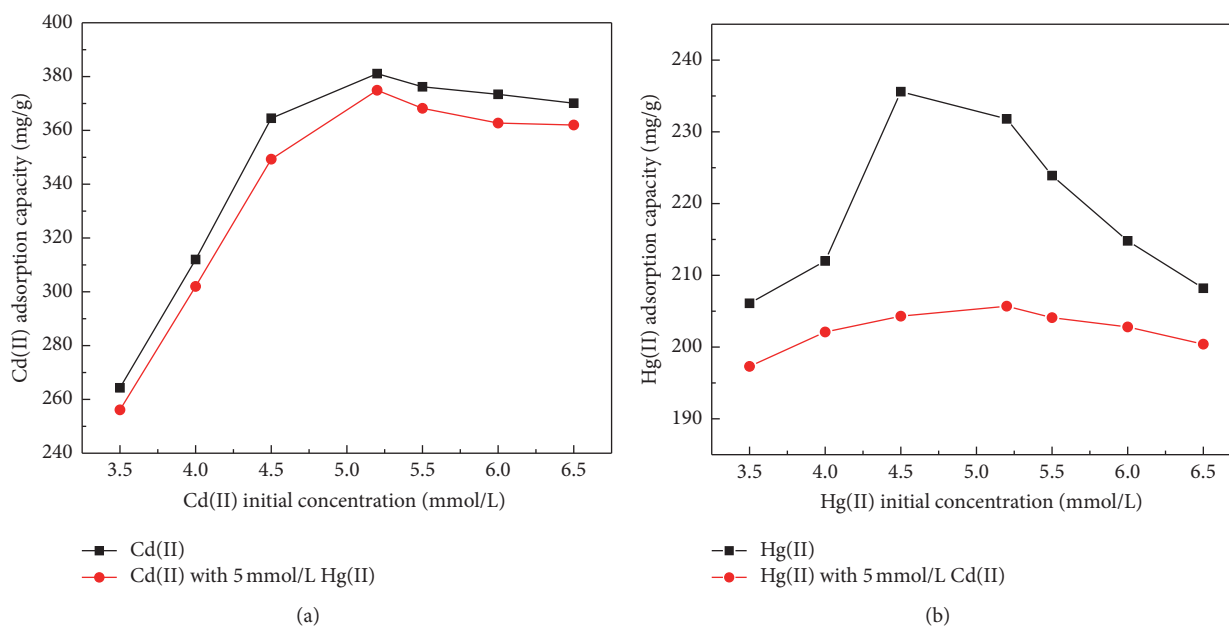 400
380
360
340
320
300
280
260
240
Cd(II) adsorption capacity (mg/g)
3.5 4.0 4.5 5.0 5.5 6.0 6.5
Cd(II) initial concentration (mmol/L)
Cd(II)
Cd(II) with 5 mmol/L Hg(II)
(a)
240
230
220
210
200
190
Hg(II) adsorption capacity (mg/g)
3.5 4.0 4.5 5.0 5.5 6.0 6.5
Hg(II) initial concentration (mmol/L)
Hg(II)
Hg(II) with 5 mmol/L Cd(II)
(b)